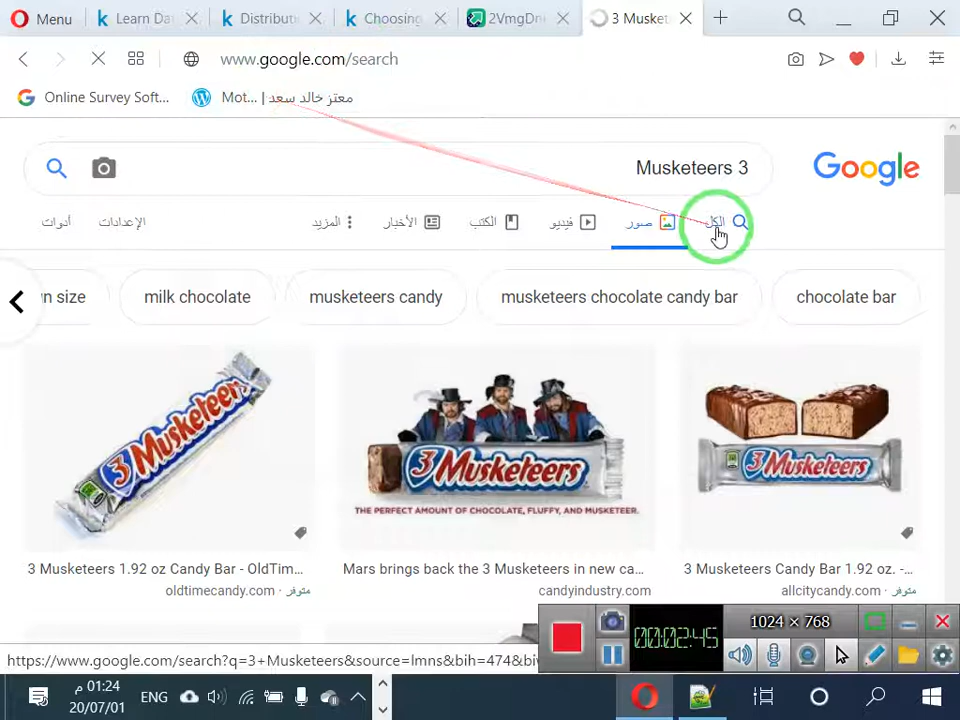 Menu
Learn Da
Distributi
Choosing
2VmgDn
3 Musket
www.google.com/search
Online Survey Soft...
Mot... | معتز خالد سعد
Musketeers 3
Google
الكل
صور
فيديو
الكتب
الأخبار
المزيد
الإعدادات
أدوات
n size
milk chocolate
musketeers candy
musketeers chocolate candy bar
chocolate bar
3 Musketeers
3 Musketeers
THE PERFECT AMOUNT OF CHOCOLATE, FLUFFY, AND MUSKETEER.
3 Musketeers
3 Musketeers 1.92 oz Candy Bar - OldTim...
oldtimecandy.com · متوفر
Mars brings back the 3 Musketeers in new ca...
candyindustry.com
3 Musketeers Candy Bar 1.92 oz. -...
allcitycandy.com · متوفر
00:02:45
1024 × 768
https://www.google.com/search?q=3+Musketeers&source=lmns&bih=474&bi
01:24 م
20/07/01
ENG